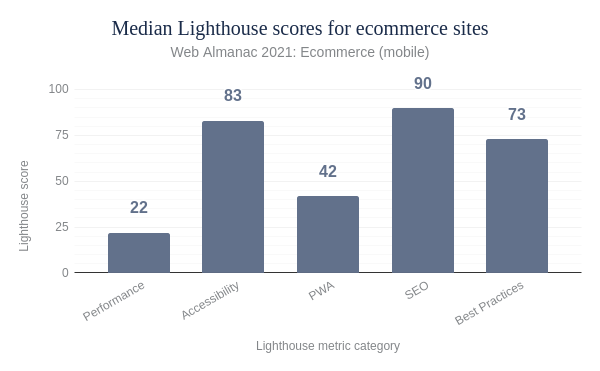 Median Lighthouse scores for ecommerce sites
Web Almanac 2021: Ecommerce (mobile)
Lighthouse score
100
75
50
25
0
22
83
42
90
73
Performance
Accessibility
PWA
SEO
Best Practices
Lighthouse metric category